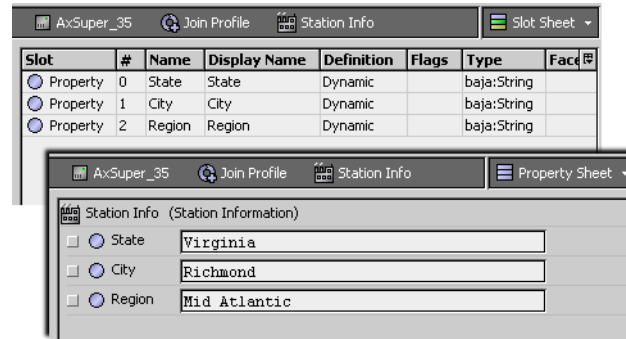 AxSuper_35 Join Profile Station Info Slot Sheet
Slot # Name Display Name Definition Flags Type Face
Property 0 State State Dynamic baja:String
Property 1 City City Dynamic baja:String
Property 2 Region Region Dynamic baja:String
AxSuper_35 Join Profile Station Info Property Sheet
Station Info (Station Information)
State Virginia
City Richmond
Region Mid Atlantic